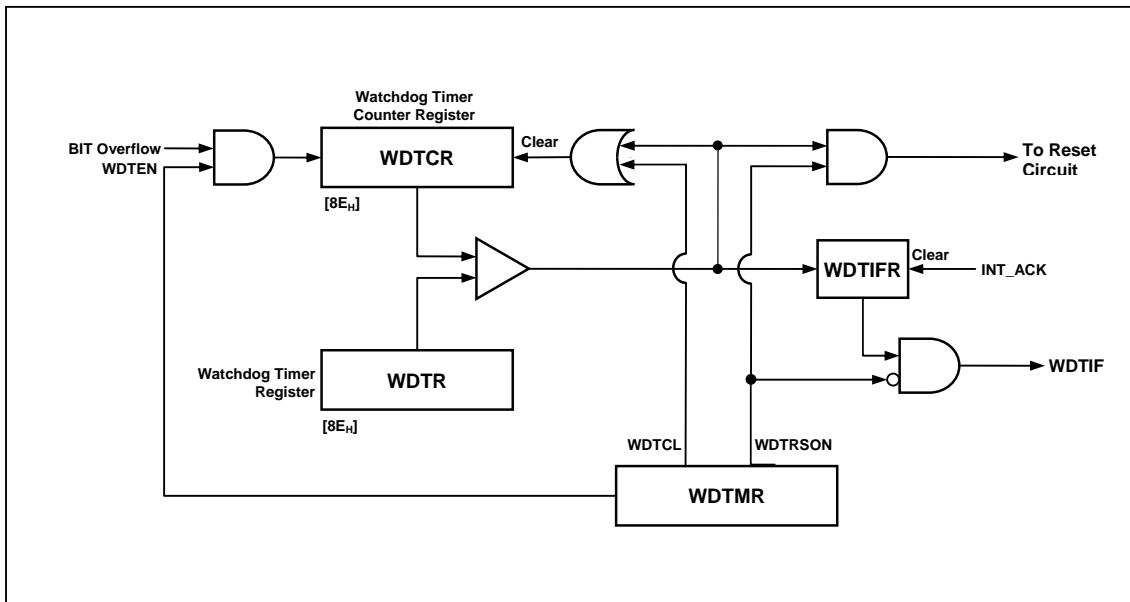 Watchdog Timer
Counter Register
BIT Overflow
WDTEN
WDTCR
Clear
To Reset
Circuit
[8EH]
WDTIFR
Clear
INT_ACK
Watchdog Timer
Register
WDTR
WDTIF
[8EH]
WDTCL
WDTRSON
WDTMR